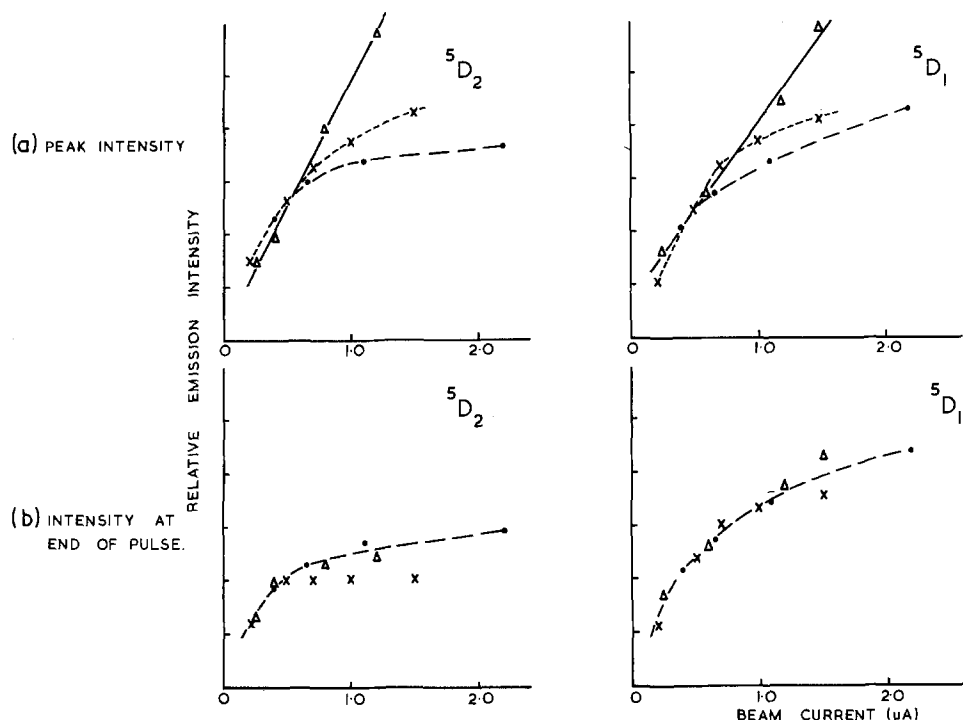 ⁵D₂
⁵D₁
(a) PEAK INTENSITY
RELATIVE EMISSION INTENSITY
0 1·0 2·0
0 1·0 2·0
⁵D₂
⁵D₁
(b) INTENSITY AT
END OF PULSE.
0 1·0 2·0
0 1·0 2·0
BEAM CURRENT (uA)